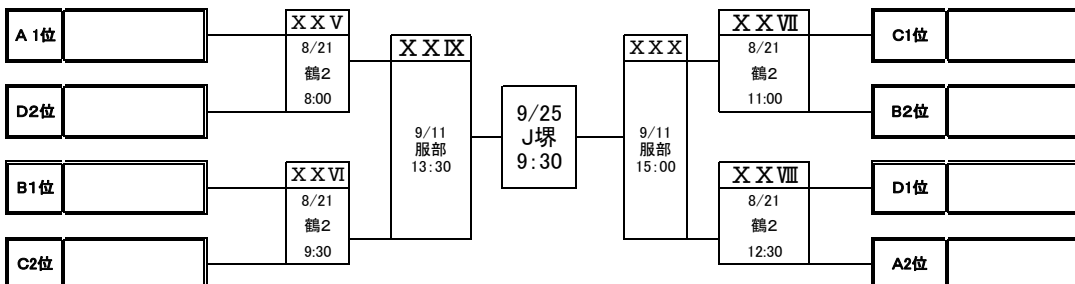 A 1位
D2位
B1位
C2位
ⅩⅩⅤ
8/21
鶴2
8:00
ⅩⅩⅥ
8/21
鶴2
9:30
ⅩⅩⅨ
9/11
服部
13:30
9/25
J堺
9:30
ⅩⅩⅩ
9/11
服部
15:00
ⅩⅩⅦ
8/21
鶴2
11:00
ⅩⅩⅧ
8/21
鶴2
12:30
C1位
B2位
D1位
A2位